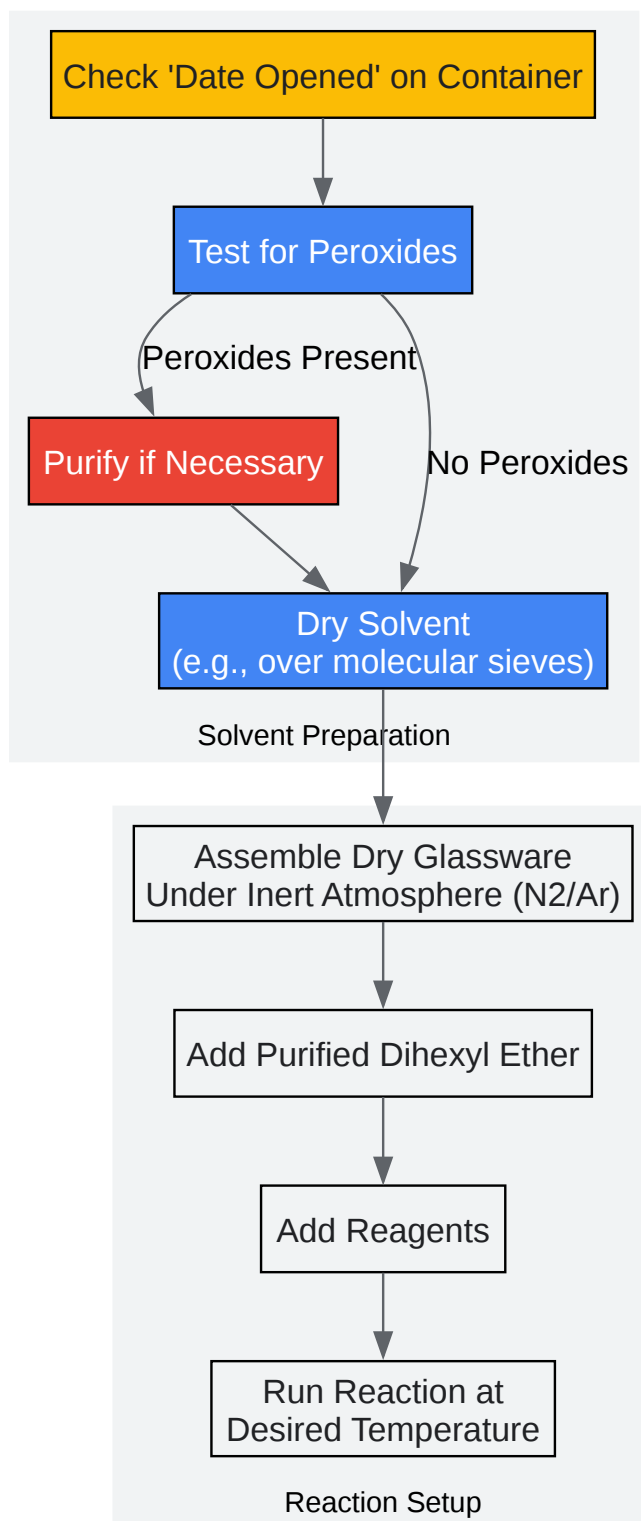 Check 'Date Opened' on Container
Test for Peroxides
Peroxides Present
Purify if Necessary
No Peroxides
Dry Solvent
(e.g., over molecular sieves)
Solvent Preparation
Assemble Dry Glassware
Under Inert Atmosphere (N2/Ar)
Add Purified Dihexyl Ether
Add Reagents
Run Reaction at
Desired Temperature
Reaction Setup